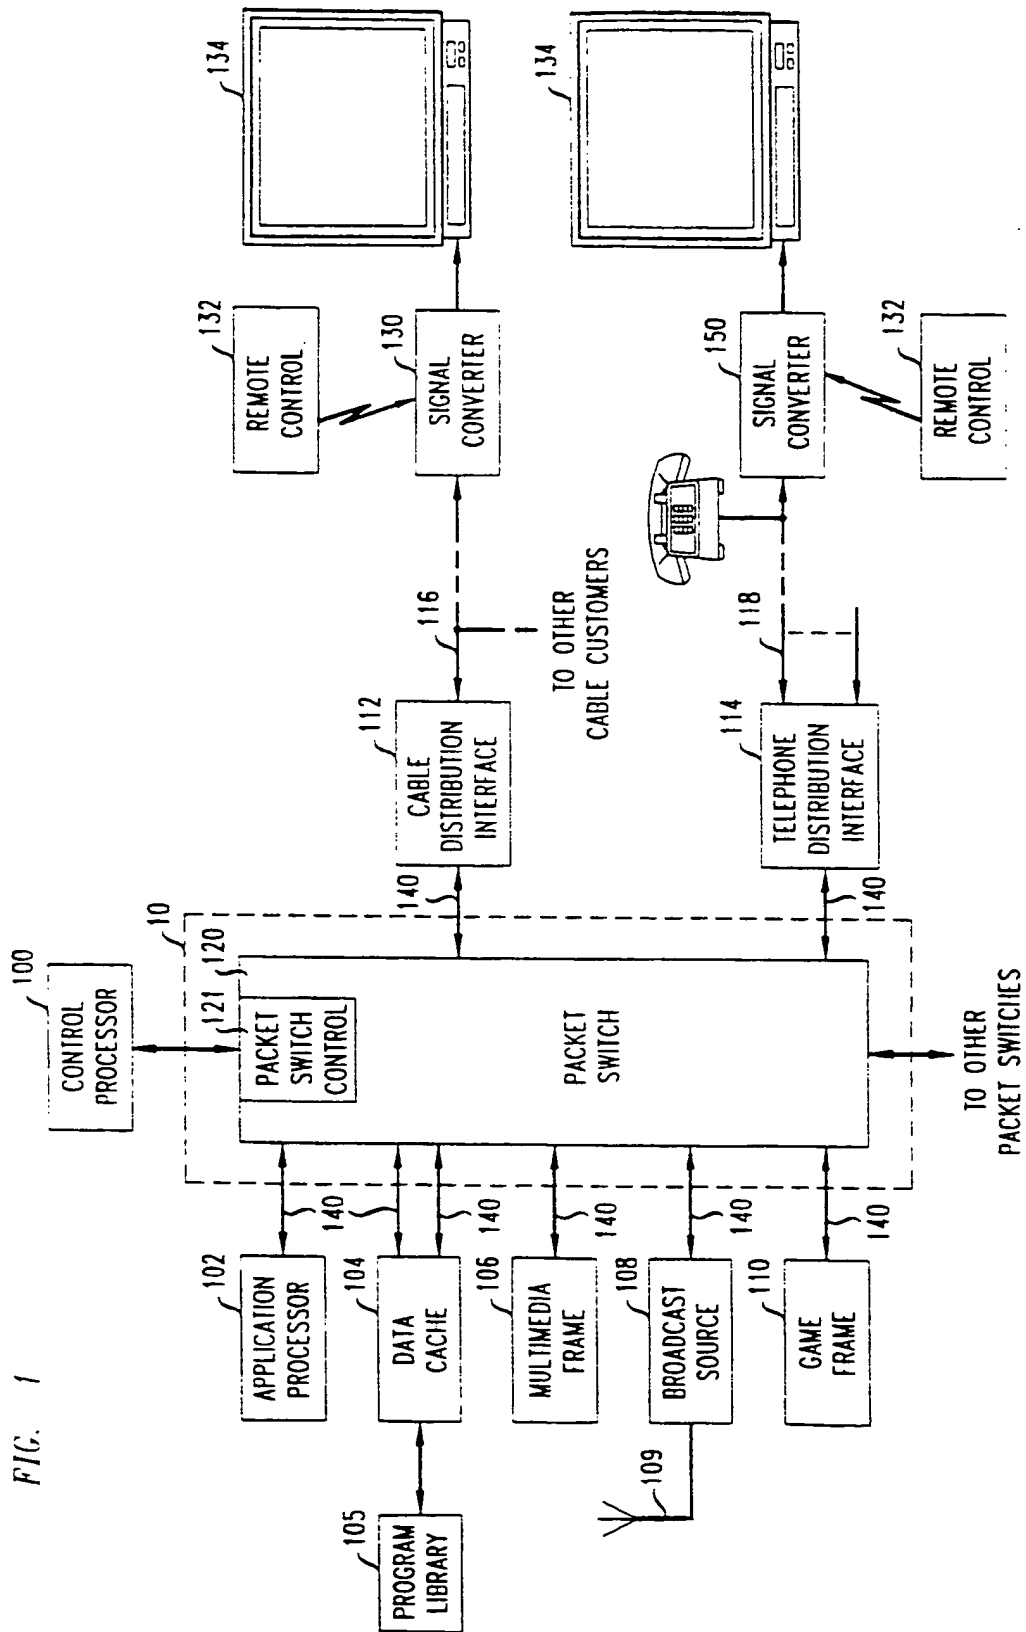 FIG. 1
100
CONTROL
PROCESSOR
10
120
121
PACKET
SWITCH
CONTROL
PACKET
SWITCH
102
APPLICATION
PROCESSOR
140
105
PROGRAM
LIBRARY
104
DATA
CACHE
140
106
MULTIMEDIA
FRAME
140
109
108
BROADCAST
SOURCE
140
110
GAME
FRAME
140
TO OTHER
PACKET SWITCHES
140
112
CABLE
DISTRIBUTION
INTERFACE
116
TO OTHER
CABLE CUSTOMERS
132
REMOTE
CONTROL
130
SIGNAL
CONVERTER
134
140
114
TELEPHONE
DISTRIBUTION
INTERFACE
118
150
SIGNAL
CONVERTER
132
REMOTE
CONTROL
134